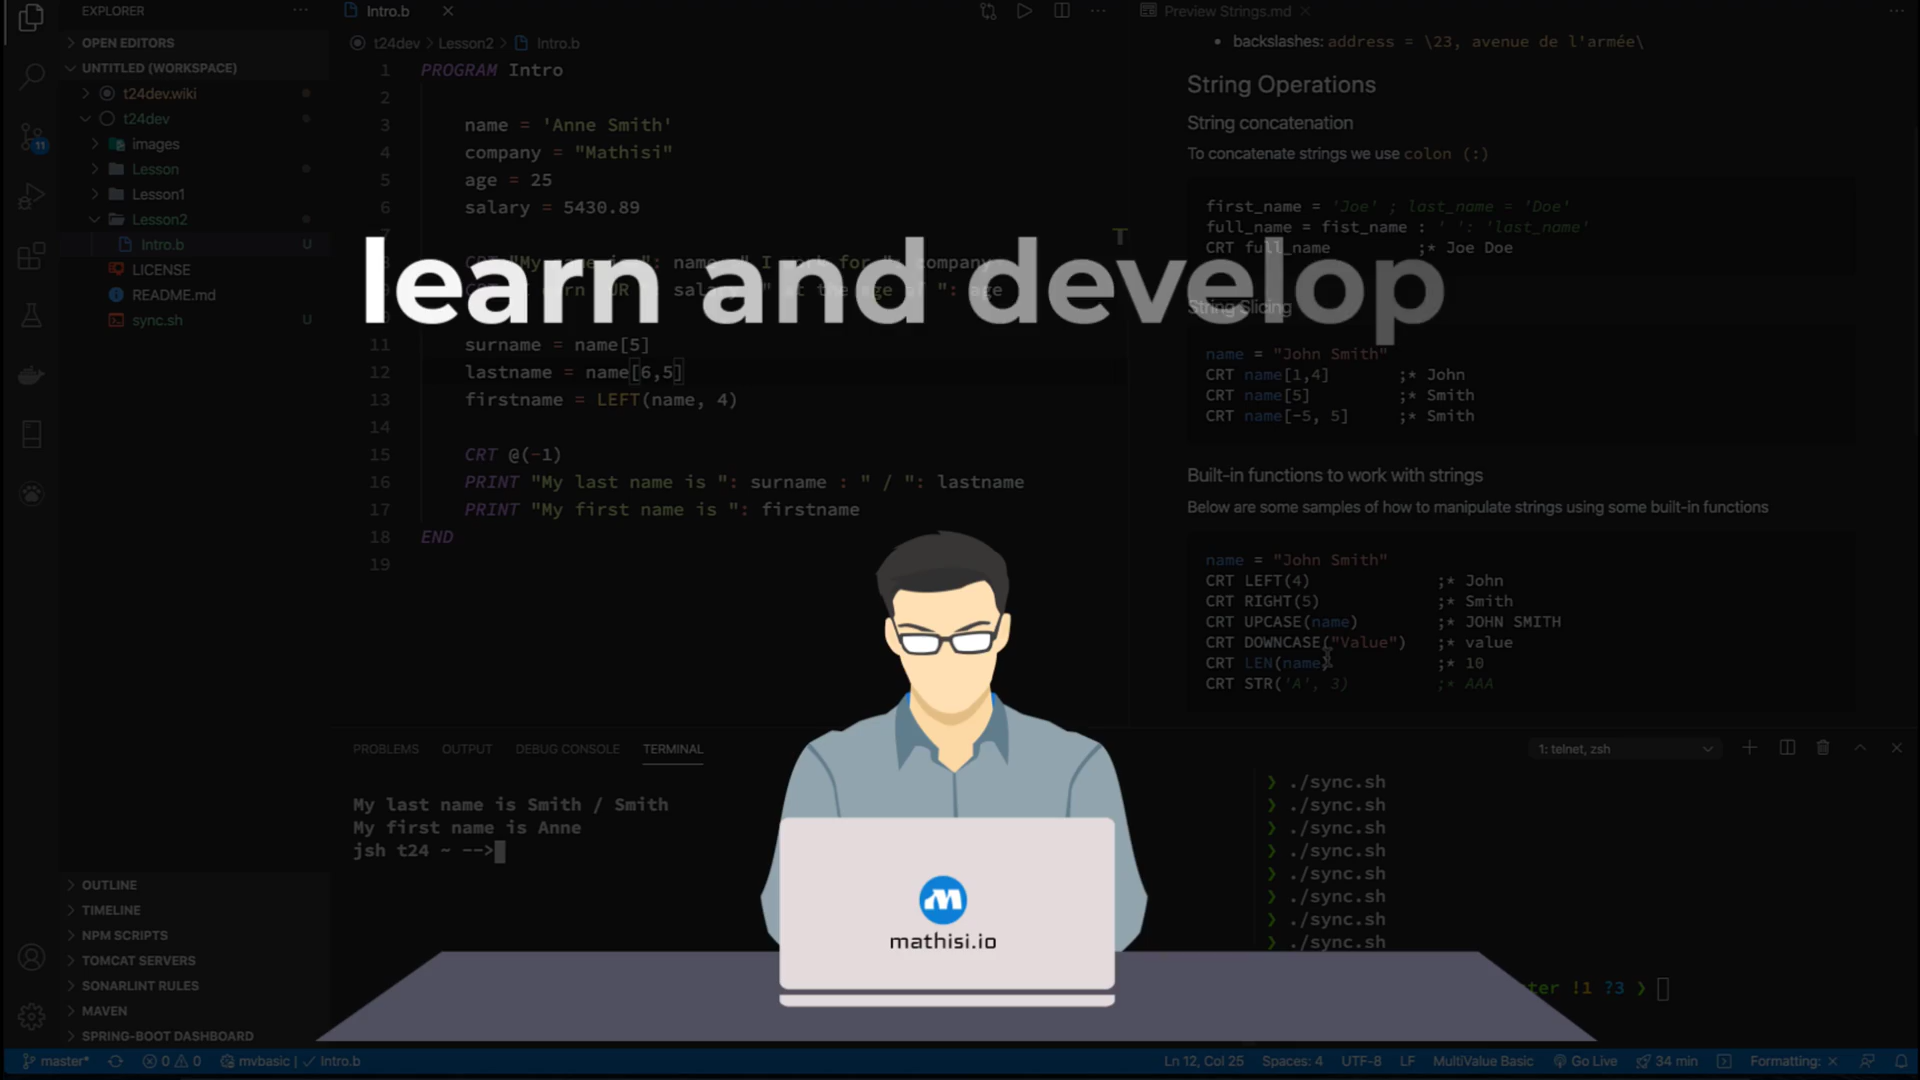 EXPLORER
OPEN EDITORS
UNTITLED (WORKSPACE)
t24dev.wiki
t24dev
images
Lesson
Lesson1
Lesson2
Intro.b U
LICENSE
README.md
sync.sh U
11
OUTLINE
TIMELINE
NPM SCRIPTS
TOMCAT SERVERS
SONARLINT RULES
MAVEN
SPRING-BOOT DASHBOARD
Intro.b
t24dev > Lesson2 > Intro.b
1 PROGRAM Intro
2
3 name = 'Anne Smith'
4 company = "Mathisi"
5 age = 25
6 salary = 5430.89
learn and develop
11 surname = name[5]
12 lastname = name[6,5]
13 firstname = LEFT(name, 4)
14
15 CRT @(-1)
16 PRINT "My last name is ": surname : " / ": lastname
17 PRINT "My first name is ": firstname
18 END
19
Preview Strings.md
• backslashes: address = \23, avenue de l'armée\
String Operations
String concatenation
To concatenate strings we use colon (:)
first_name = 'Joe' ; last_name = 'Doe'
full_name = fist_name : ' ': 'last_name'
CRT full_name ;* Joe Doe
String Slicing
name = "John Smith"
CRT name[1,4] ;* John
CRT name[5] ;* Smith
CRT name[-5, 5] ;* Smith
Built-in functions to work with strings
Below are some samples of how to manipulate strings using some built-in functions
name = "John Smith"
CRT LEFT(4) ;* John
CRT RIGHT(5) ;* Smith
CRT UPCASE(name) ;* JOHN SMITH
CRT DOWNCASE("Value") ;* value
CRT LEN(name) ;* 10
CRT STR('A', 3) ;* AAA
PROBLEMS OUTPUT DEBUG CONSOLE TERMINAL
1: telnet, zsh
My last name is Smith / Smith
My first name is Anne
jsh t24 ~ -->
❯ ./sync.sh
❯ ./sync.sh
❯ ./sync.sh
❯ ./sync.sh
❯ ./sync.sh
❯ ./sync.sh
❯ ./sync.sh
❯ ./sync.sh
!1 ?3 ❯
mathisi.io
master* 0 0 mvbasic | ✓ Intro.b
Ln 12, Col 25 Spaces: 4 UTF-8 LF MultiValue Basic Go Live 34 min Formatting: ×